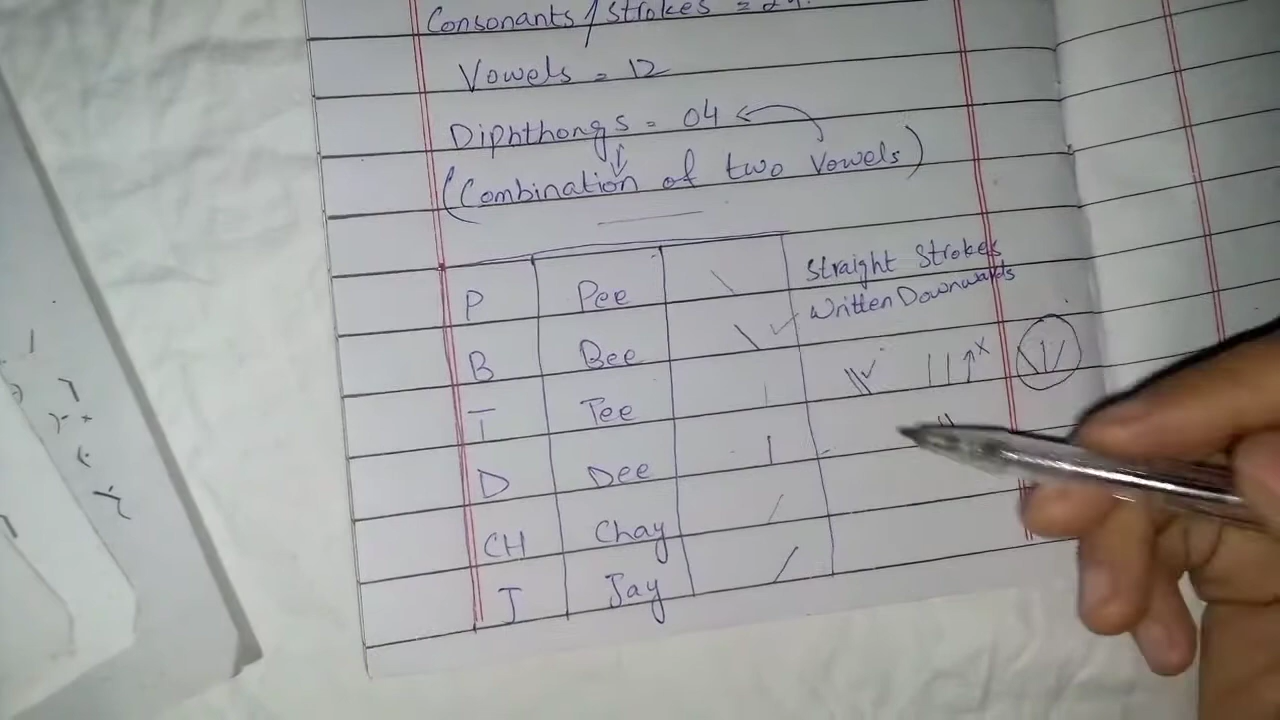 Consonants / Strokes = 24.
Vowels = 12
Diphthongs = 04
(Combination of two Vowels)
P Pee \ Straight Strokes
Written Downwards
B Bee \
T Tee |
D Dee |
CH Chay /
J Jay /